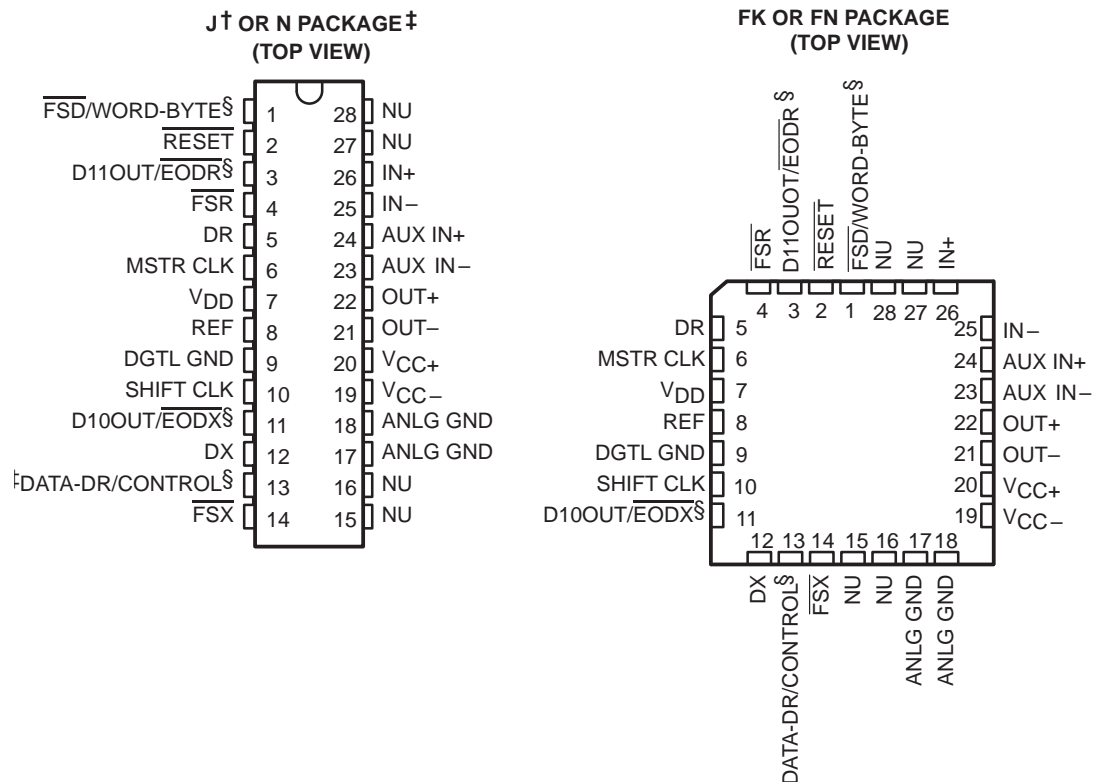 J† OR N PACKAGE‡
(TOP VIEW)
FSD/WORD-BYTE§ 1
RESET 2
D11OUT/EODR§ 3
FSR 4
DR 5
MSTR CLK 6
VDD 7
REF 8
DGTL GND 9
SHIFT CLK 10
D10OUT/EODX§ 11
DX 12
‡DATA-DR/CONTROL§ 13
FSX 14
28 NU
27 NU
26 IN+
25 IN−
24 AUX IN+
23 AUX IN−
22 OUT+
21 OUT−
20 VCC+
19 VCC−
18 ANLG GND
17 ANLG GND
16 NU
15 NU
FK OR FN PACKAGE
(TOP VIEW)
FSR
D11OUOT/EODR§
RESET
FSD/WORD-BYTE§
NU
NU
IN+
4 3 2 1 28 27 26
DR 5
MSTR CLK 6
VDD 7
REF 8
DGTL GND 9
SHIFT CLK 10
D10OUT/EODX§ 11
25 IN−
24 AUX IN+
23 AUX IN−
22 OUT+
21 OUT−
20 VCC+
19 VCC−
12 13 14 15 16 17 18
DX
DATA-DR/CONTROL§
FSX
NU
NU
ANLG GND
ANLG GND